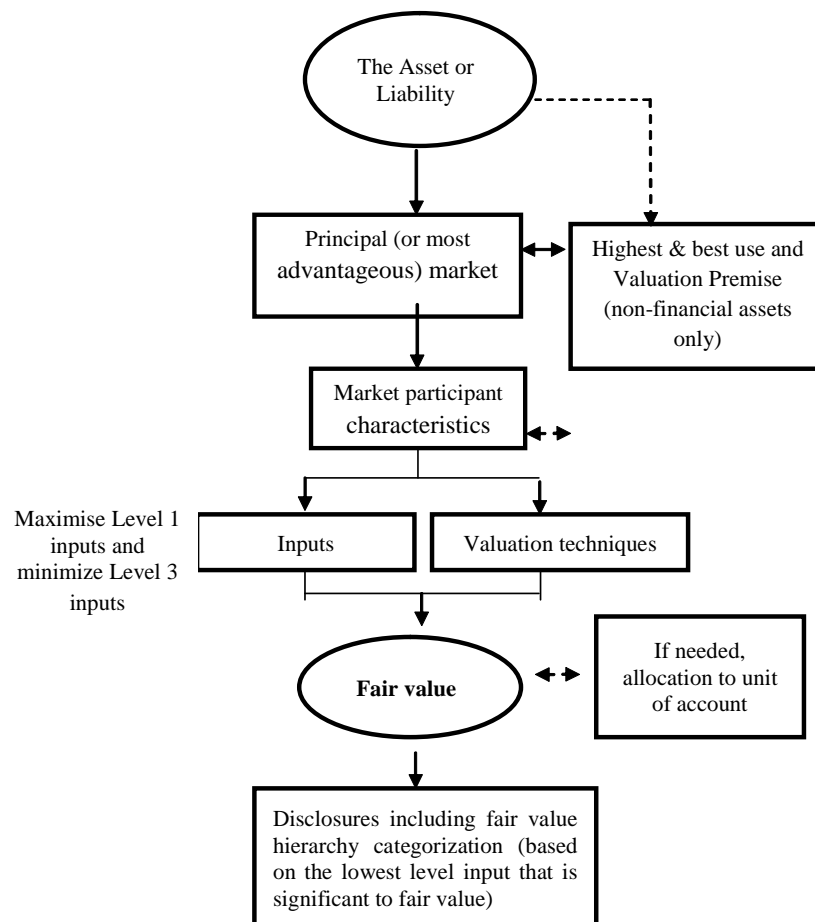 The Asset or
Liability
Principal (or most
advantageous) market
Highest & best use and
Valuation Premise
(non-financial assets
only)
Market participant
characteristics
Maximise Level 1
inputs and
minimize Level 3
inputs
Inputs
Valuation techniques
Fair value
If needed,
allocation to unit
of account
Disclosures including fair value
hierarchy categorization (based
on the lowest level input that is
significant to fair value)